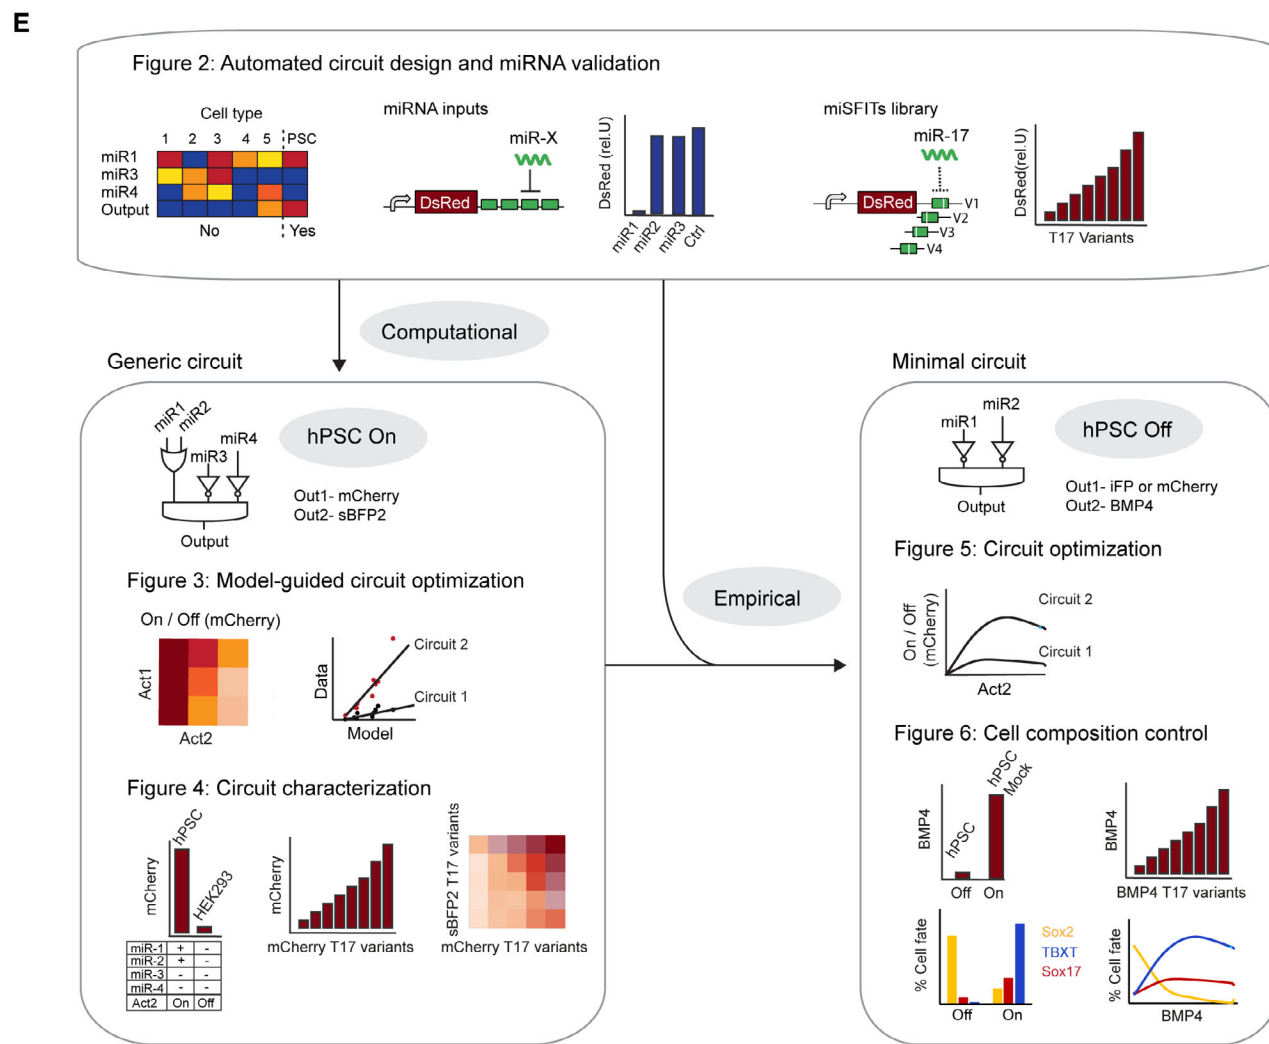 E
Figure 2: Automated circuit design and miRNA validation
Cell type
1 2 3 4 5 PSC
miR1
miR3
miR4
Output
No Yes
miRNA inputs
miR-X
DsRed
DsRed (rel.U)
miR1 miR2 miR3 Ctrl
miSFITs library
miR-17
DsRed
V1
V2
V3
V4
DsRed(rel.U)
T17 Variants
Computational
Generic circuit
miR1 miR2
miR3 miR4
Output
hPSC On
Out1- mCherry
Out2- sBFP2
Figure 3: Model-guided circuit optimization
On / Off (mCherry)
Act1
Act2
Data
Circuit 2
Circuit 1
Model
Figure 4: Circuit characterization
mCherry
hPSC
HEK293
miR-1 + -
miR-2 + -
miR-3 - -
miR-4 - -
Act2 On Off
mCherry
mCherry T17 variants
sBFP2 T17 variants
mCherry T17 variants
Empirical
Minimal circuit
miR1 miR2
Output
hPSC Off
Out1- iFP or mCherry
Out2- BMP4
Figure 5: Circuit optimization
On / Off
(mCherry)
Circuit 2
Circuit 1
Act2
Figure 6: Cell composition control
BMP4
hPSC
hPSC
Mock
Off On
BMP4
BMP4 T17 variants
% Cell fate
Off On
Sox2
TBXT
Sox17
% Cell fate
BMP4